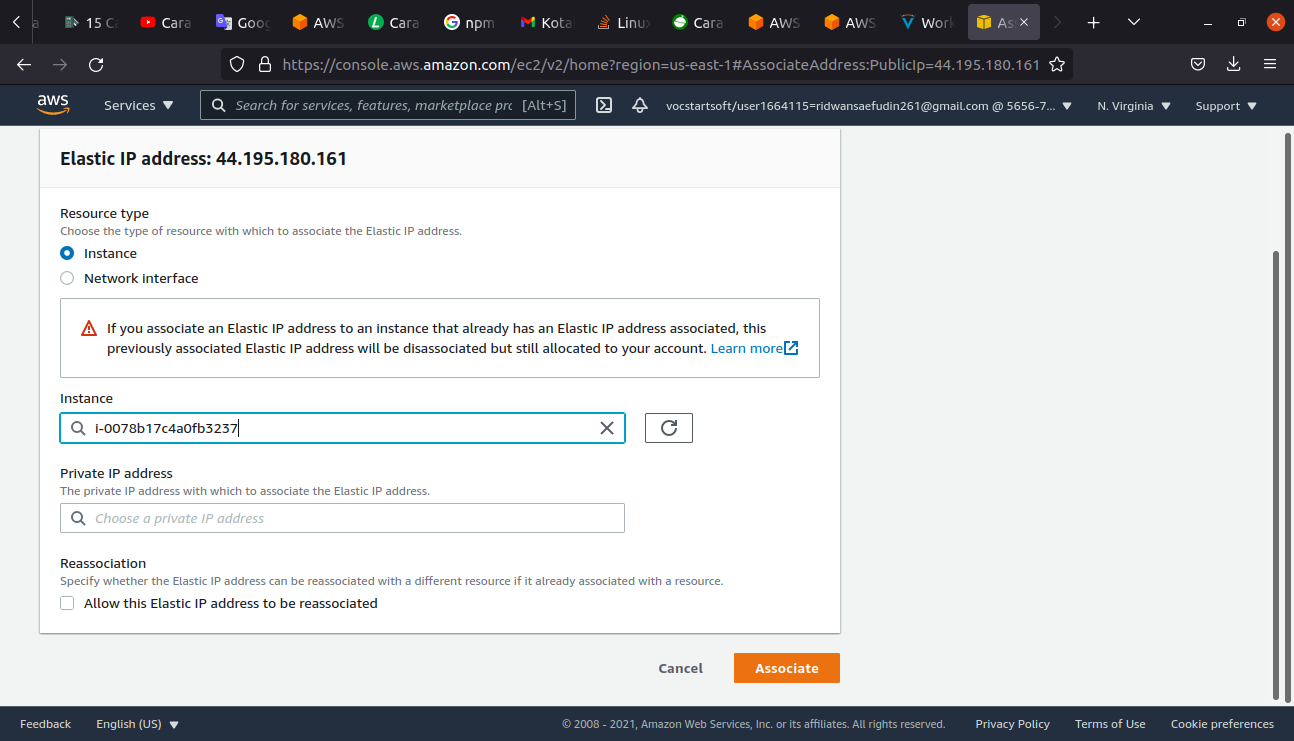 15 Ca
Cara
Goog
AWS
Cara
npm
Kota
Linux
Cara
AWS
AWS
Work
As
https://console.aws.amazon.com/ec2/v2/home?region=us-east-1#AssociateAddress:PublicIp=44.195.180.161
aws
Services
Search for services, features, marketplace prc [Alt+S]
vocstartsoft/user1664115=ridwansaefudin261@gmail.com @ 5656-7...
N. Virginia
Support
Elastic IP address: 44.195.180.161
Resource type
Choose the type of resource with which to associate the Elastic IP address.
Instance
Network interface
If you associate an Elastic IP address to an instance that already has an Elastic IP address associated, this
previously associated Elastic IP address will be disassociated but still allocated to your account. Learn more
Instance
i-0078b17c4a0fb3237
Private IP address
The private IP address with which to associate the Elastic IP address.
Choose a private IP address
Reassociation
Specify whether the Elastic IP address can be reassociated with a different resource if it already associated with a resource.
Allow this Elastic IP address to be reassociated
Cancel
Associate
Feedback
English (US)
© 2008 - 2021, Amazon Web Services, Inc. or its affiliates. All rights reserved.
Privacy Policy
Terms of Use
Cookie preferences